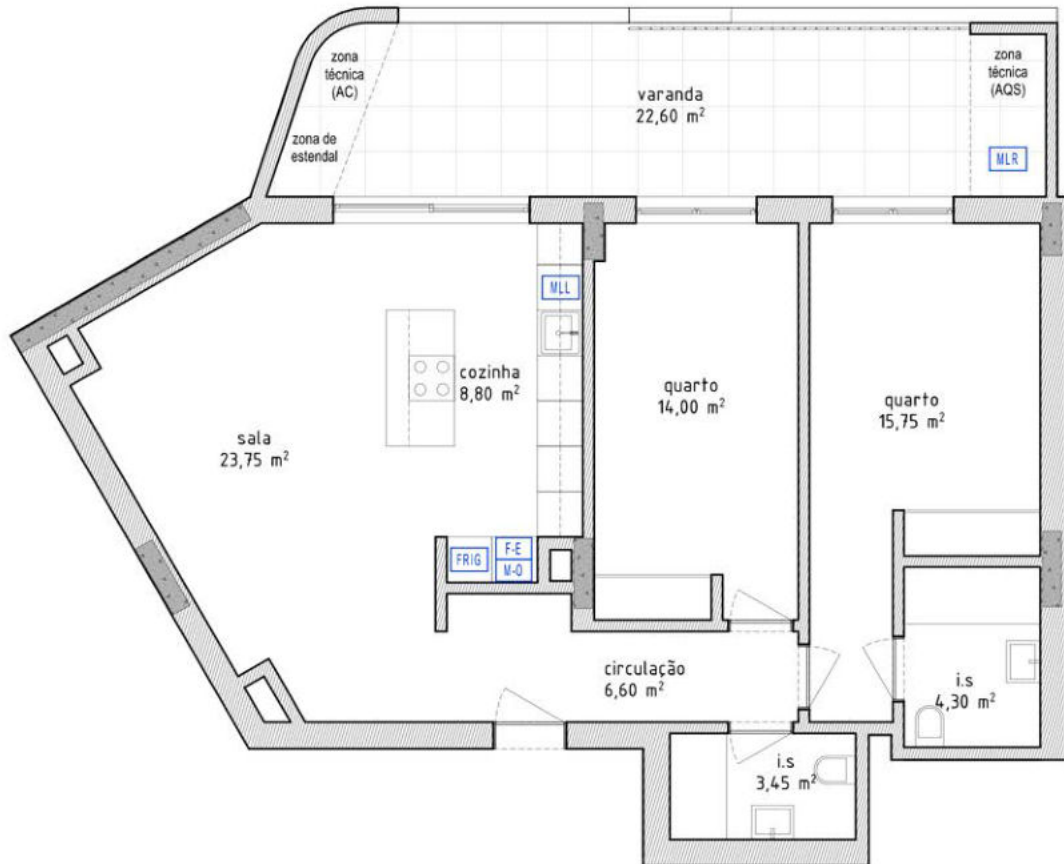 zona
técnica
(AC)
zona de
estendal
varanda
22,60 m²
zona
técnica
(AQS)
MLR
MLL
cozinha
8,80 m²
sala
23,75 m²
quarto
14,00 m²
quarto
15,75 m²
FRIG
F-E
M-O
circulação
6,60 m²
i.s
4,30 m²
i.s
3,45 m²